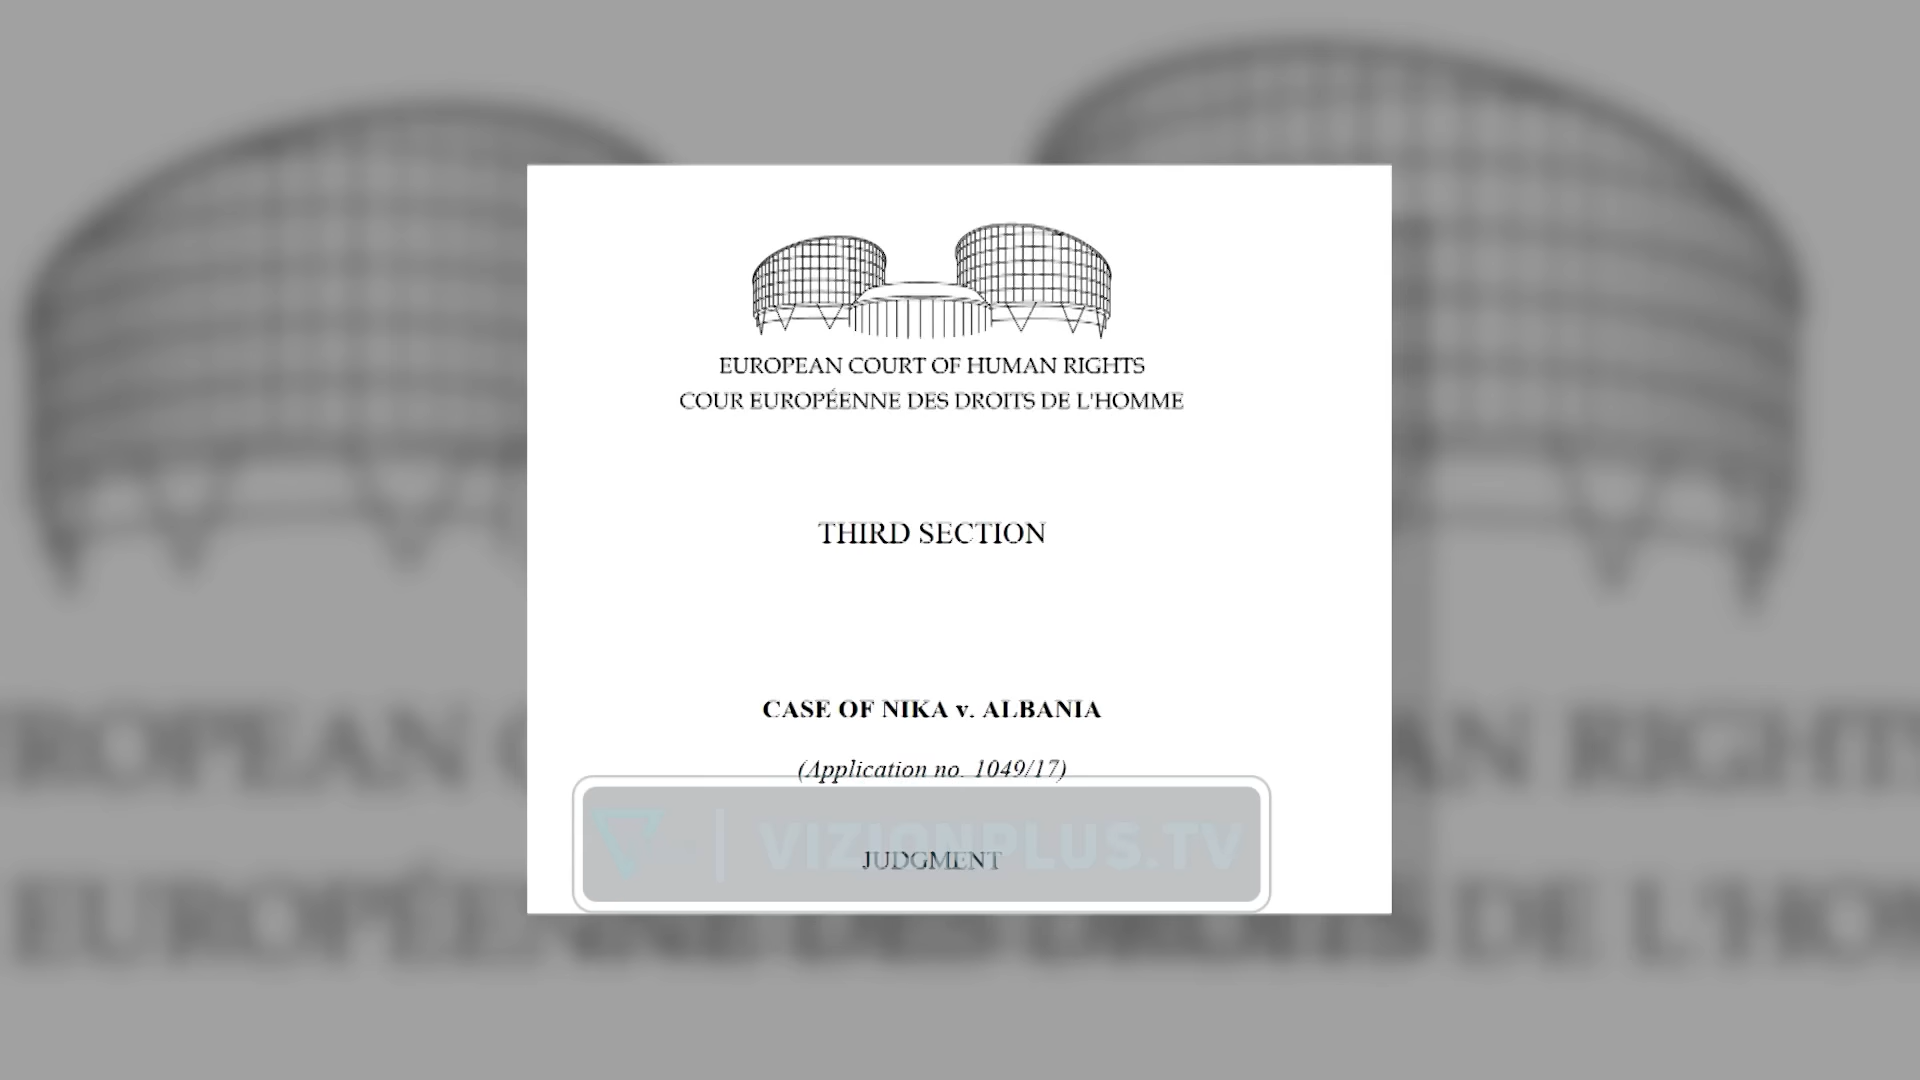 EUROPEAN COURT OF HUMAN RIGHTS
COUR EUROPÉENNE DES DROITS DE L'HOMME
THIRD SECTION
CASE OF NIKA v. ALBANIA
(Application no. 1049/17)
VIZIONPLUS.TV
JUDGMENT